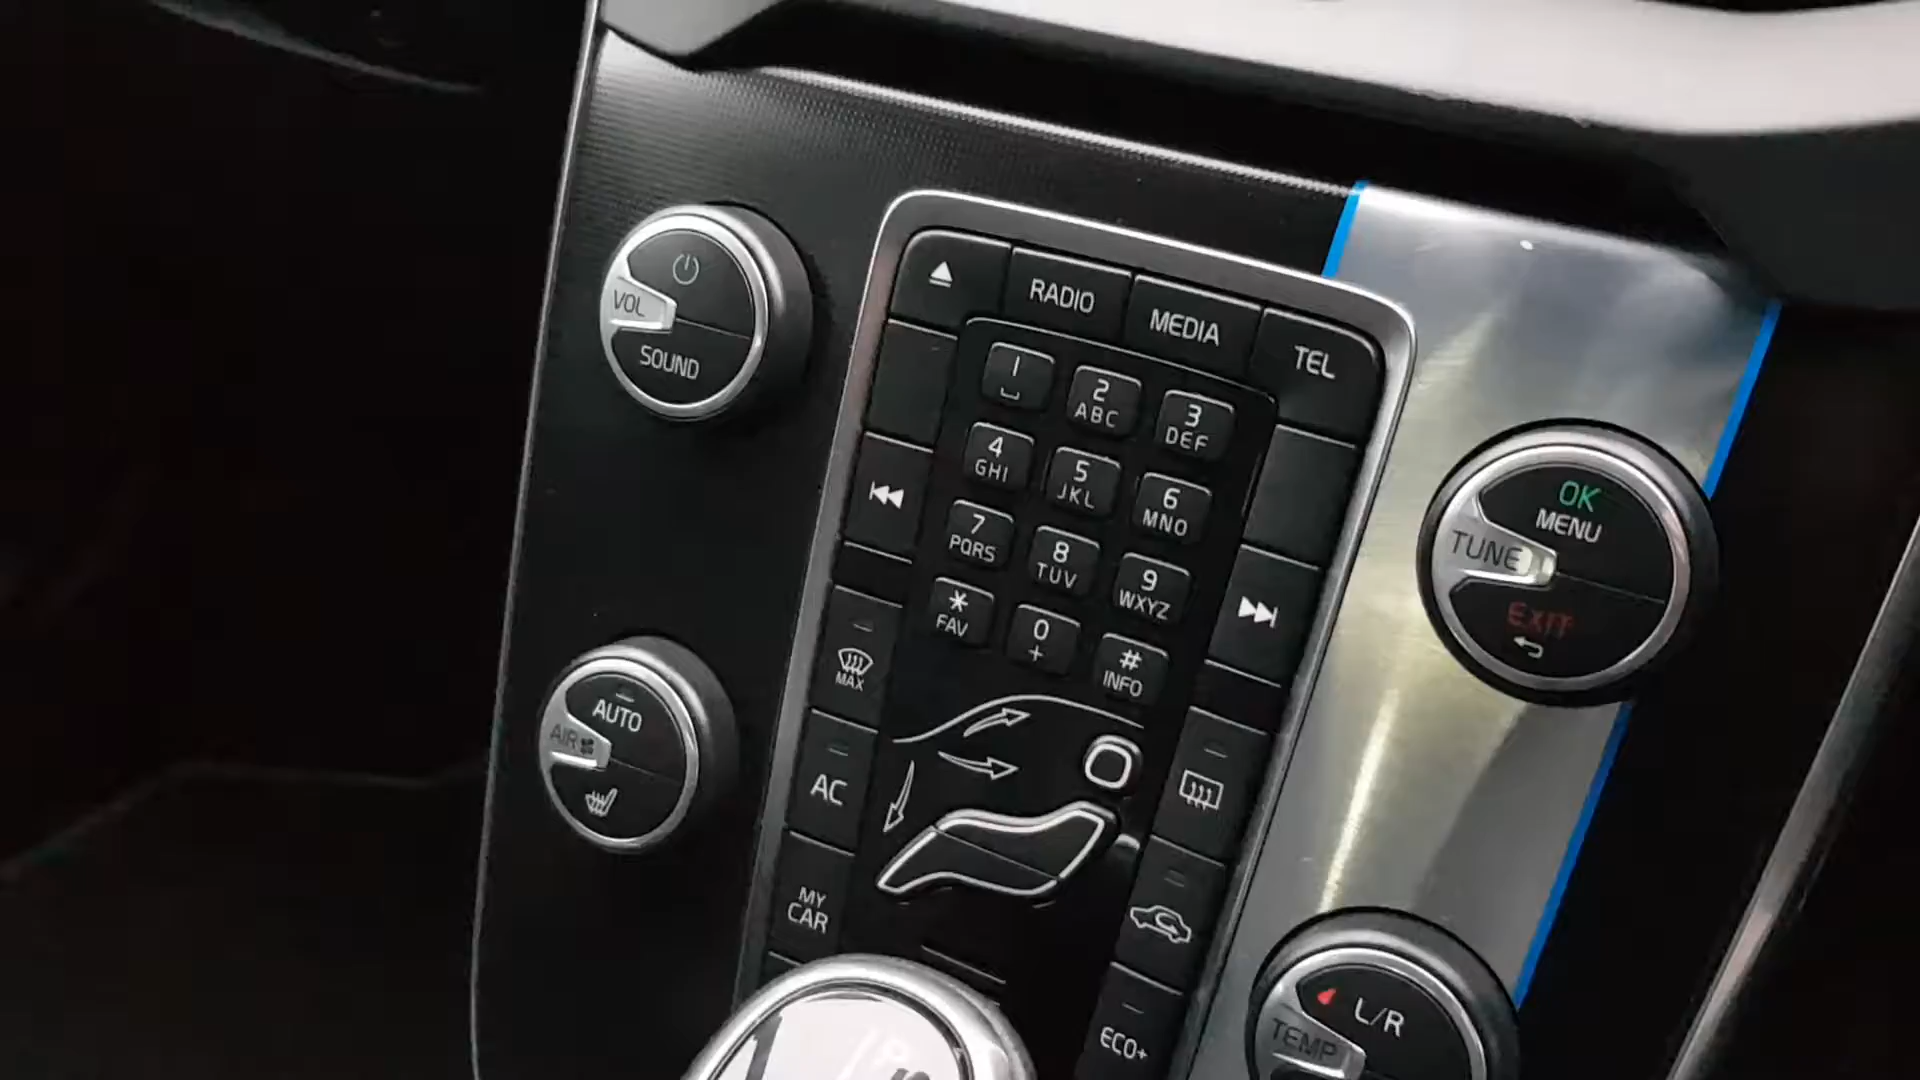 RADIO
MEDIA
TEL
VOL
SOUND
1
2
ABC
3
DEF
4
GHI
5
JKL
6
MNO
7
PQRS
8
TUV
9
WXYZ
*
FAV
0
+
#
INFO
OK
MENU
TUNE
EXIT
MAX
AUTO
AIR
AC
MY
CAR
ECO+
L/R
TEMP